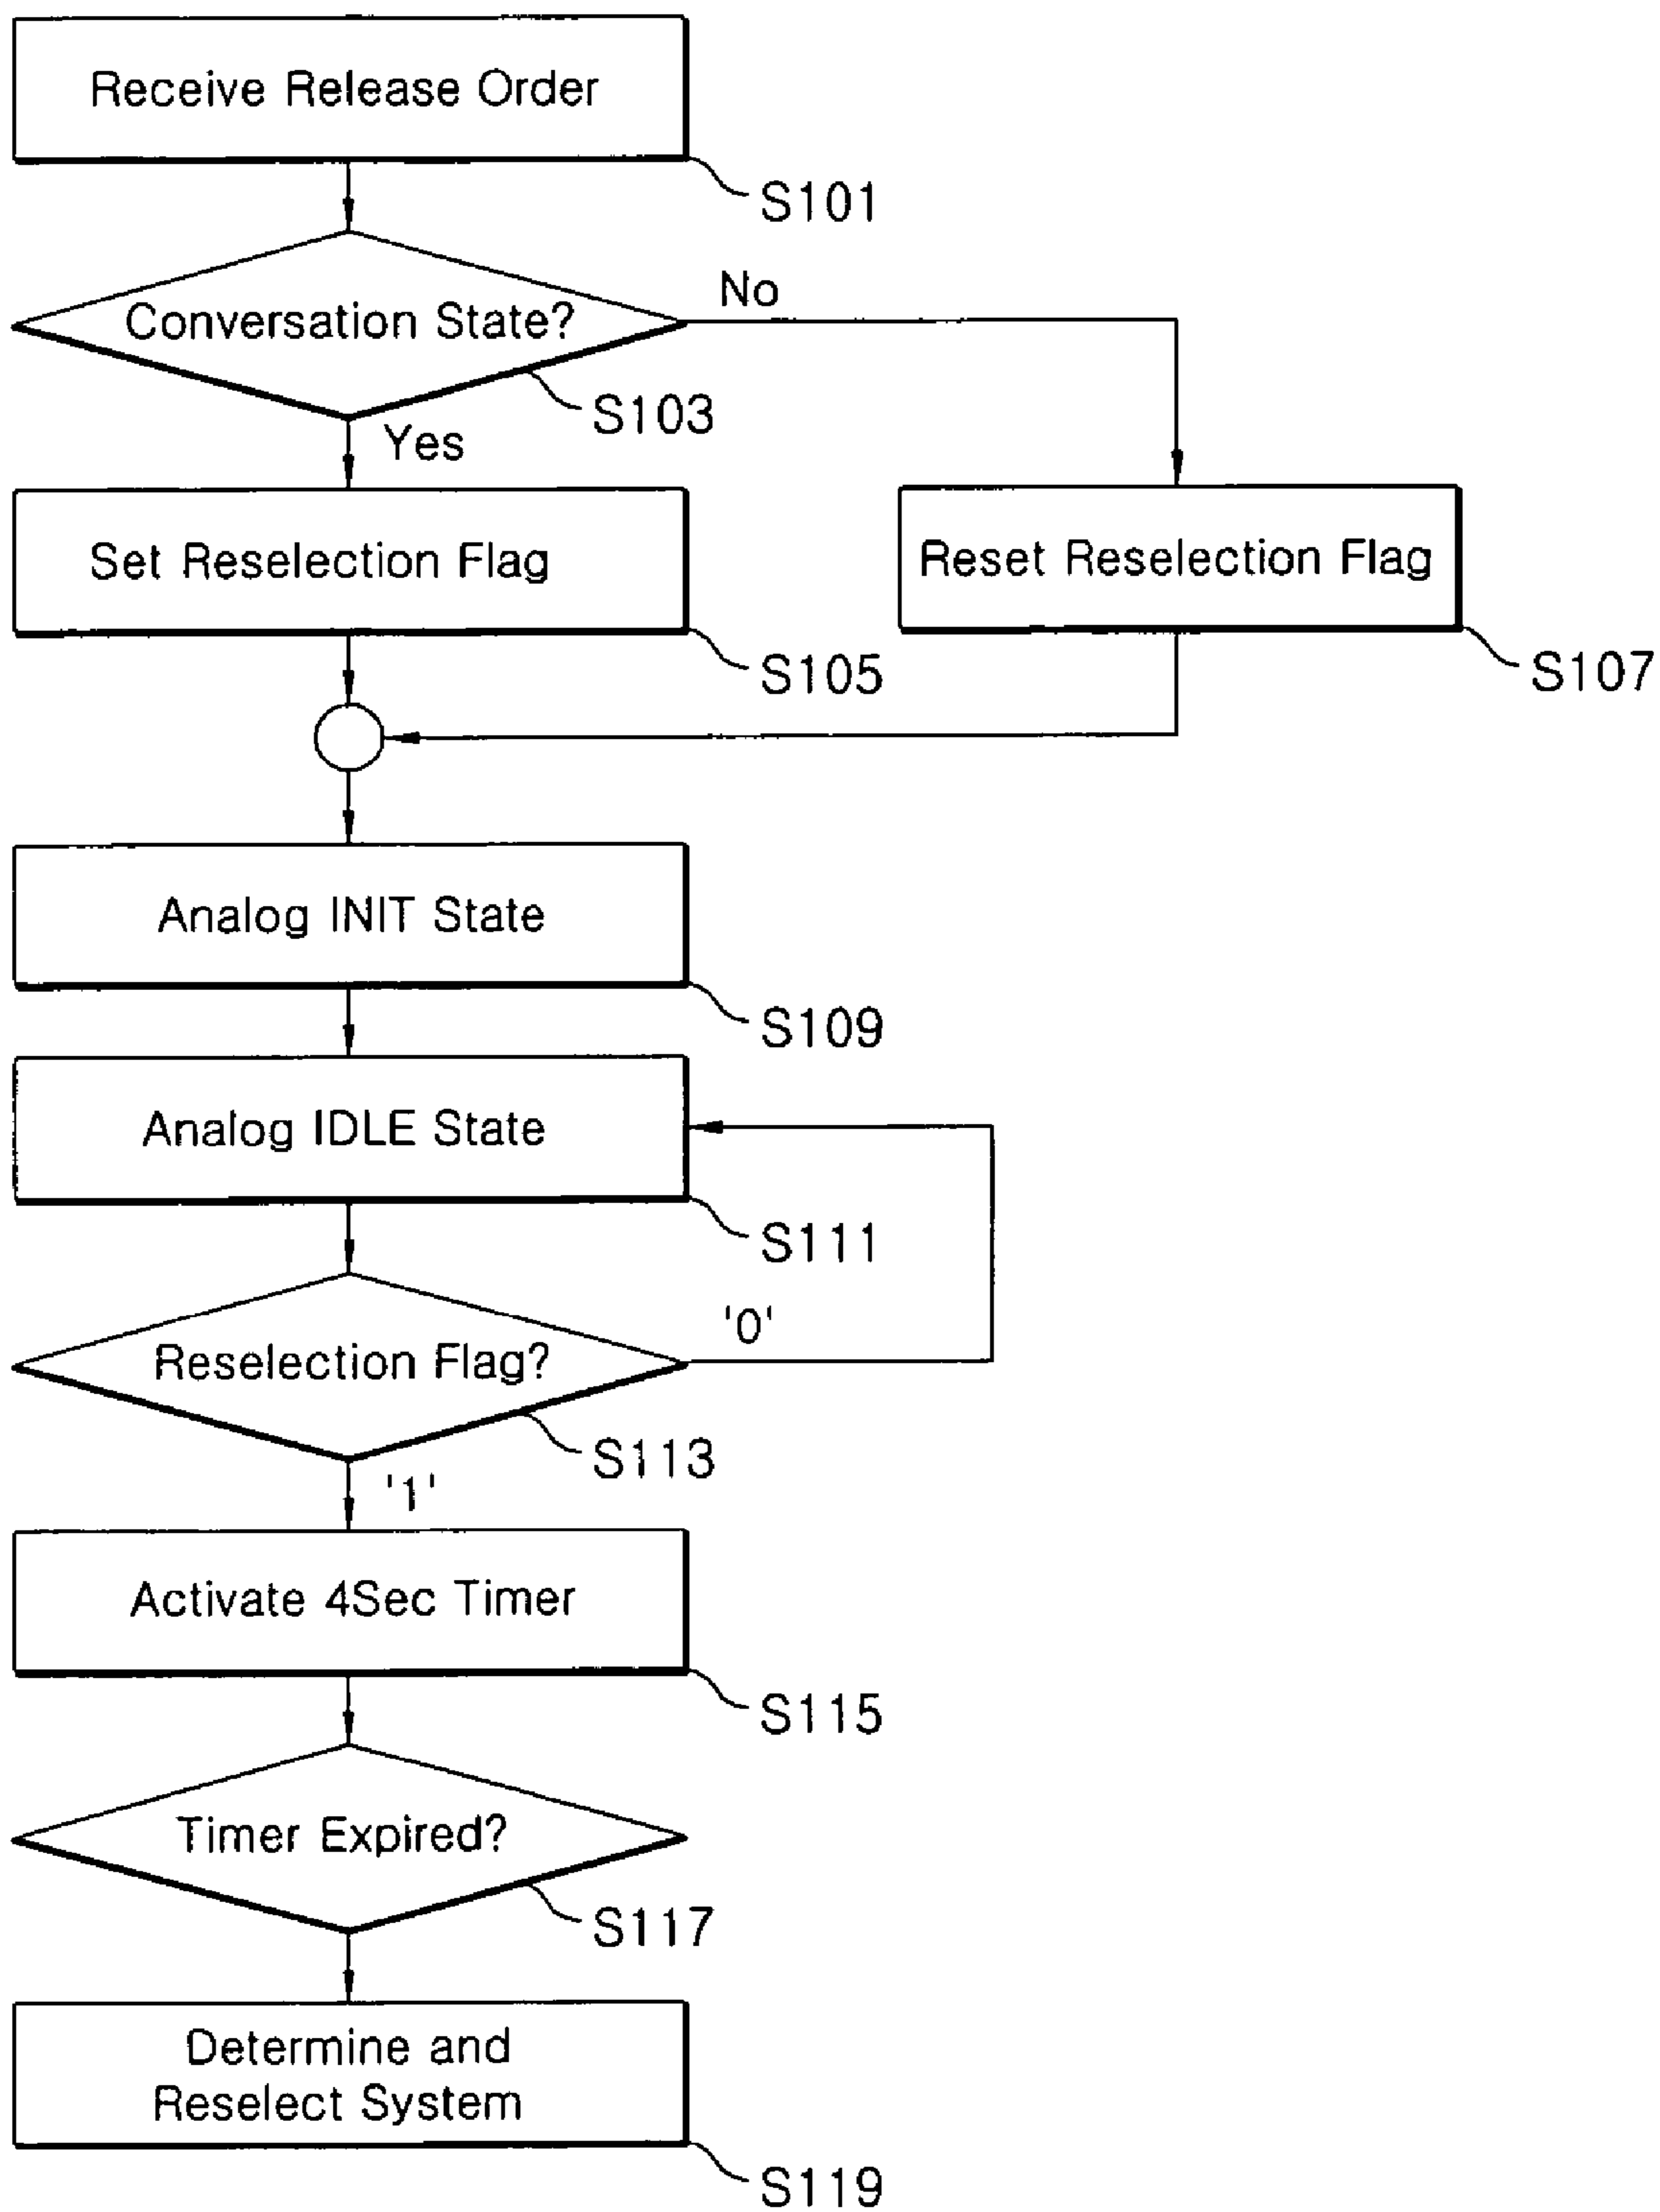 Receive Release Order
S101
Conversation State?
No
S103
Yes
Set Reselection Flag
Reset Reselection Flag
S105
S107
Analog INIT State
S109
Analog IDLE State
S111
'0'
Reselection Flag?
S113
'1'
Activate 4Sec Timer
S115
Timer Expired?
S117
Determine and
Reselect System
S119